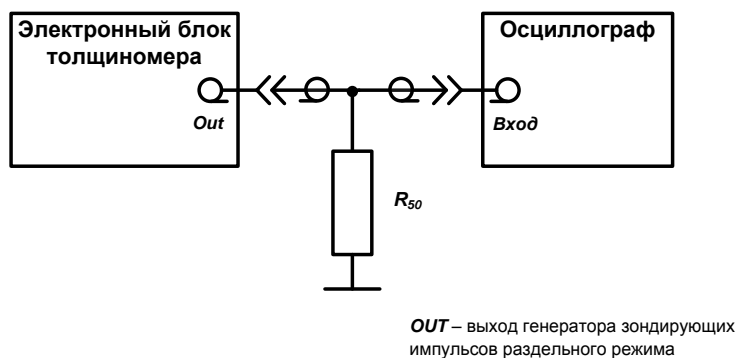 Электронный блок
толщиномера
Осциллограф
Out
Вход
R50
OUT – выход генератора зондирующих
импульсов раздельного режима